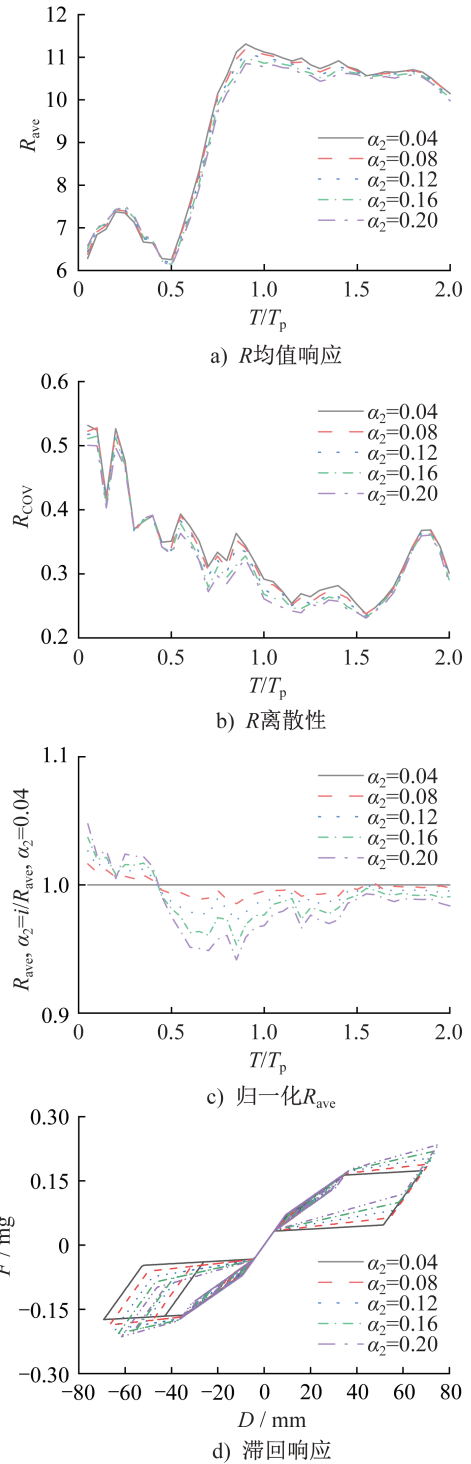 12
11
10
9
8
7
6
R_ave
α₂=0.04
α₂=0.08
α₂=0.12
α₂=0.16
α₂=0.20
0 0.5 1.0 1.5 2.0
T/T_p
a) R均值响应
0.6
0.5
0.4
0.3
0.2
R_COV
α₂=0.04
α₂=0.08
α₂=0.12
α₂=0.16
α₂=0.20
0 0.5 1.0 1.5 2.0
T/T_p
b) R离散性
1.1
1.0
0.9
R_ave, α₂=i/R_ave, α₂=0.04
α₂=0.04
α₂=0.08
α₂=0.12
α₂=0.16
α₂=0.20
0 0.5 1.0 1.5 2.0
T/T_p
c) 归一化R_ave
0.30
0.15
0
−0.15
−0.30
F / mg
α₂=0.04
α₂=0.08
α₂=0.12
α₂=0.16
α₂=0.20
−80 −60 −40 −20 0 20 40 60 80
D / mm
d) 滞回响应